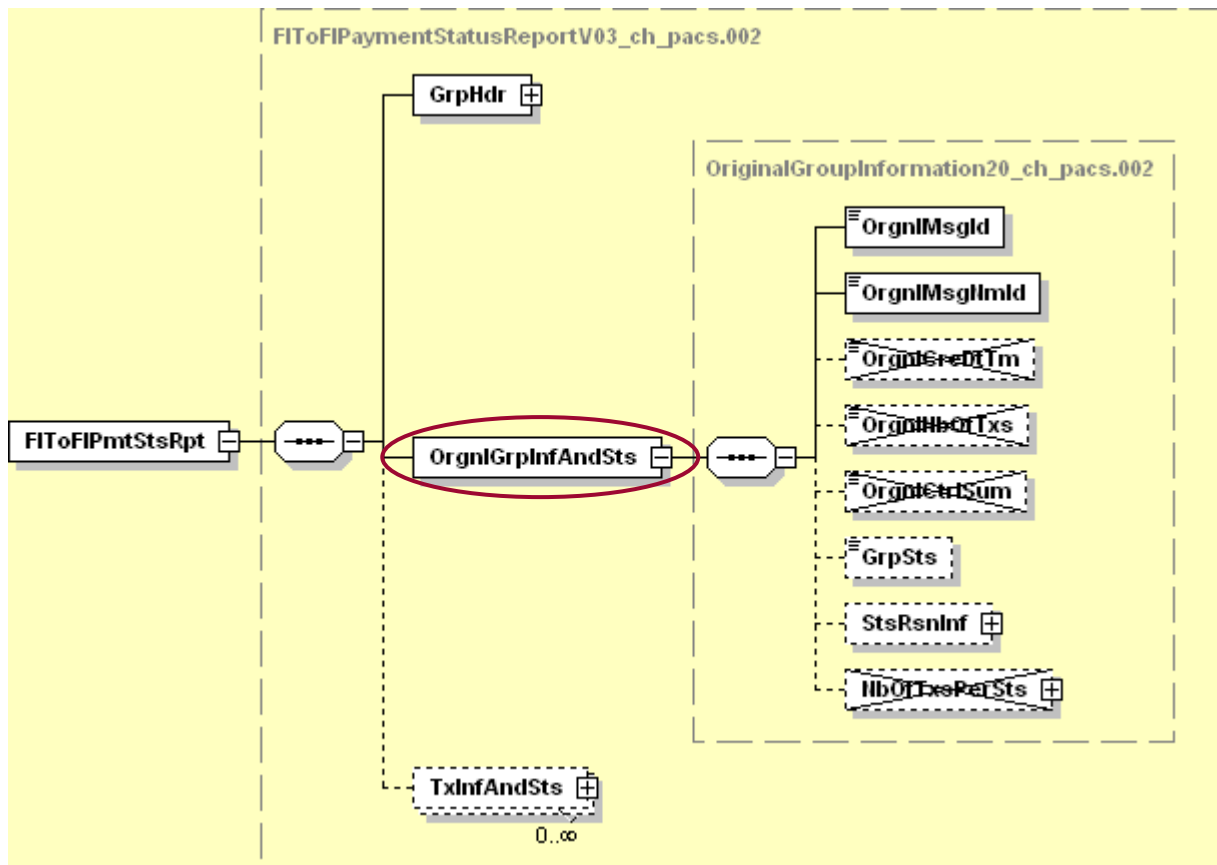 FIToFIPaymentStatusReportV03_ch_pacs.002
GrpHdr
OriginalGroupInformation20_ch_pacs.002
OrgnlMsgId
OrgnlMsgNmId
OrgnlCreDtTm
OrgnlNbOfTxs
FIToFIPmtStsRpt
OrgnlGrpInfAndSts
OrgnlCtrlSum
GrpSts
StsRsnInf
NbOfTxsPerSts
TxInfAndSts
0..∞